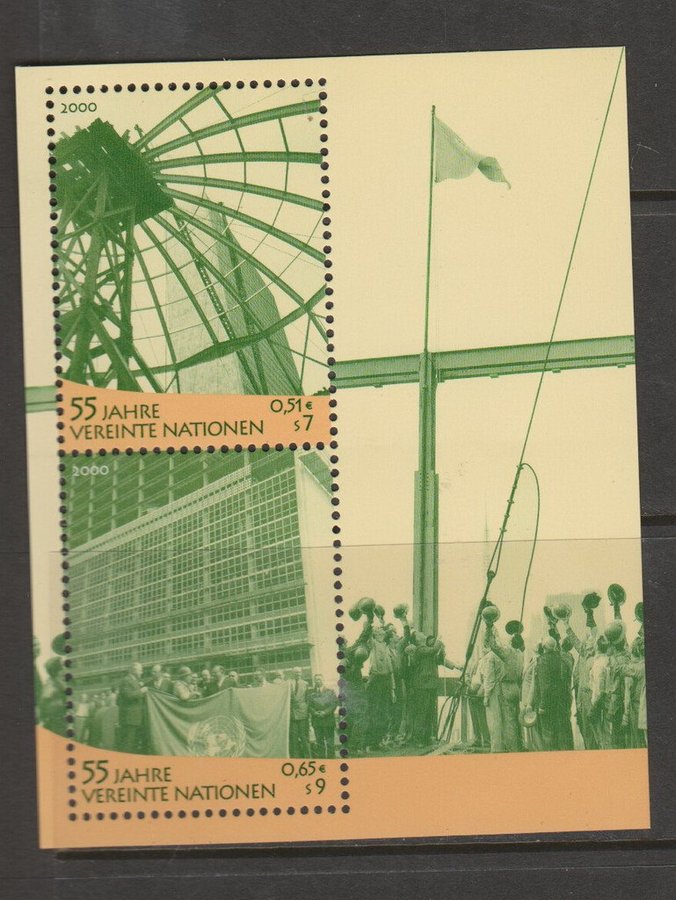 2000
55 JAHRE 0,51€
VEREINTE NATIONEN S7
2000
55 JAHRE 0,65€
VEREINTE NATIONEN S9